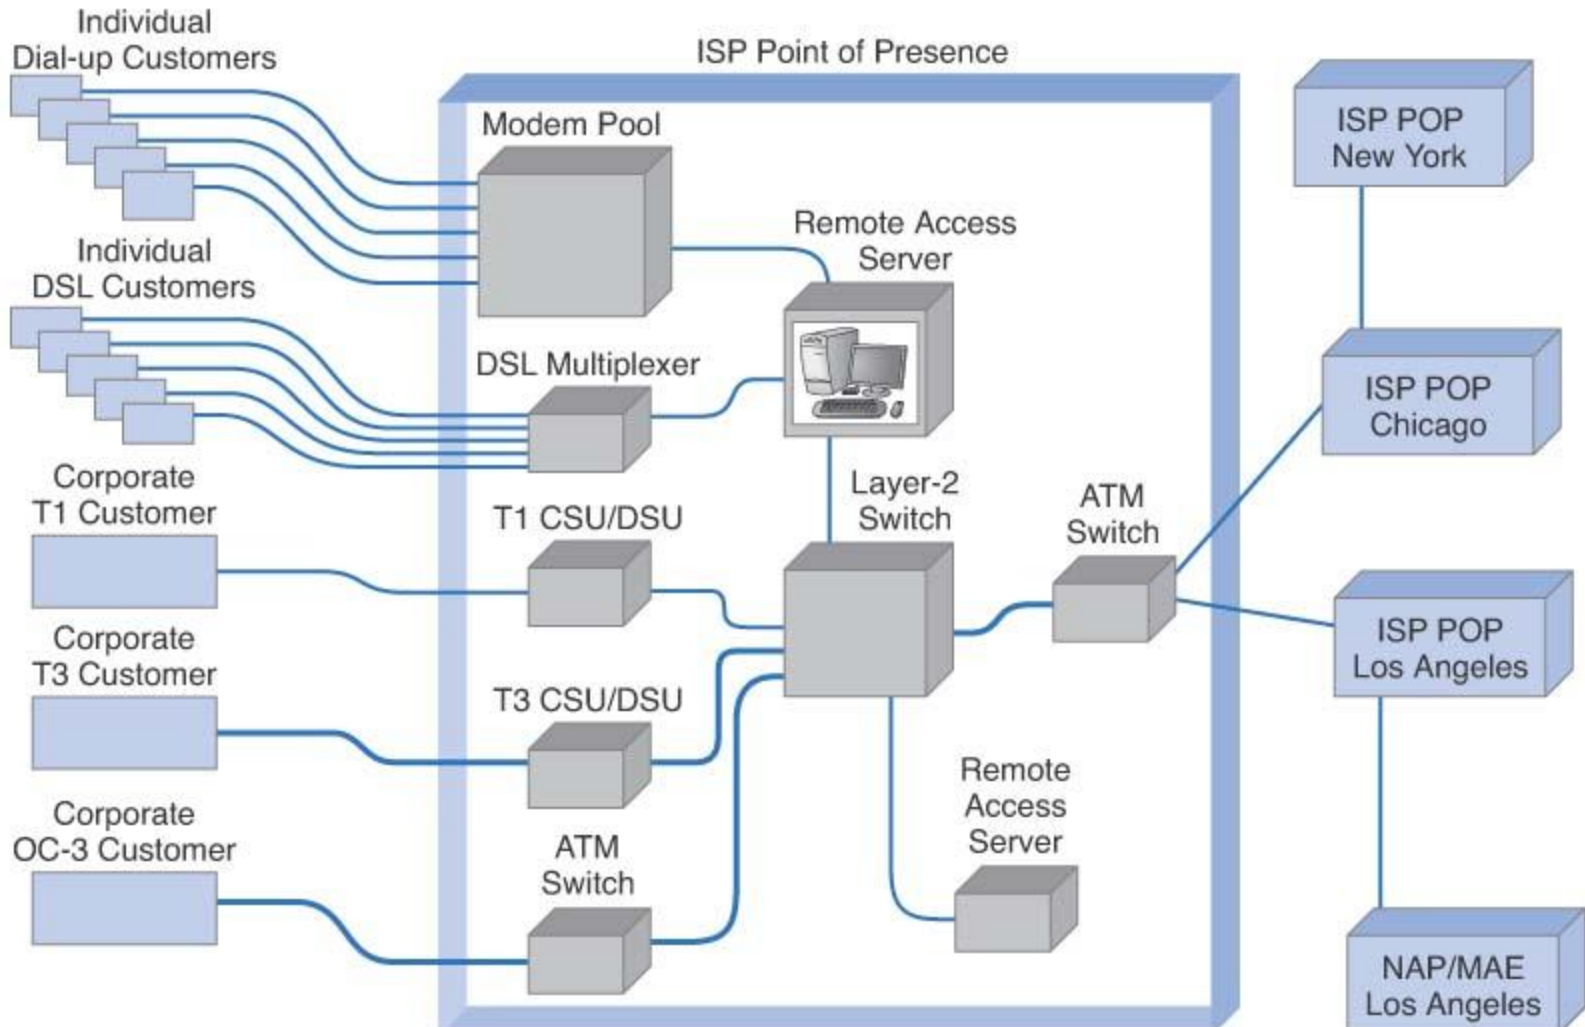 Individual
Dial-up Customers
ISP Point of Presence
Modem Pool
ISP POP
New York
Remote Access
Server
Individual
DSL Customers
DSL Multiplexer
ISP POP
Chicago
Corporate
T1 Customer
T1 CSU/DSU
Layer-2
Switch
ATM
Switch
ISP POP
Los Angeles
Corporate
T3 Customer
T3 CSU/DSU
Remote
Access
Server
Corporate
OC-3 Customer
ATM
Switch
NAP/MAE
Los Angeles